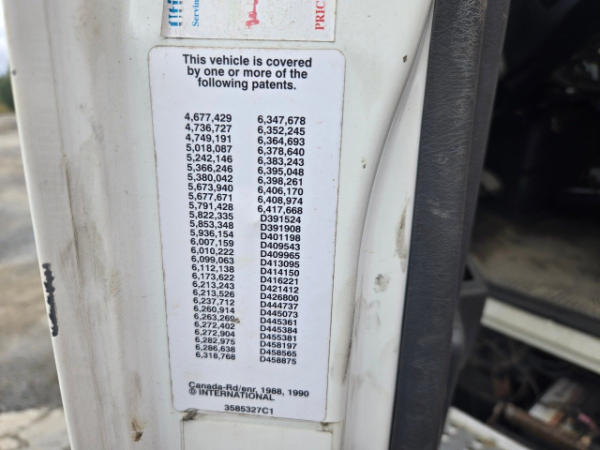 Servin
PRIC
This vehicle is covered
by one or more of the
following patents.
4,677,429
4,736,727
4,749,191
5,018,087
5,242,146
5,366,246
5,380,042
5,673,940
5,677,671
5,791,428
5,822,335
5,853,348
5,936,154
6,007,159
6,010,222
6,099,063
6,112,138
6,173,622
6,213,243
6,213,526
6,237,712
6,260,914
6,263,269
6,272,402
6,272,904
6,282,975
6,286,638
6,318,768
6,347,678
6,352,245
6,364,693
6,378,640
6,383,243
6,395,048
6,398,261
6,406,170
6,408,974
6,417,668
D391524
D391908
D401198
D409543
D409965
D413095
D414150
D416221
D421412
D426800
D444737
D445073
D445361
D445384
D455381
D458197
D458565
D458875
Canada-Rd/enr, 1988, 1990
© INTERNATIONAL
3585327C1